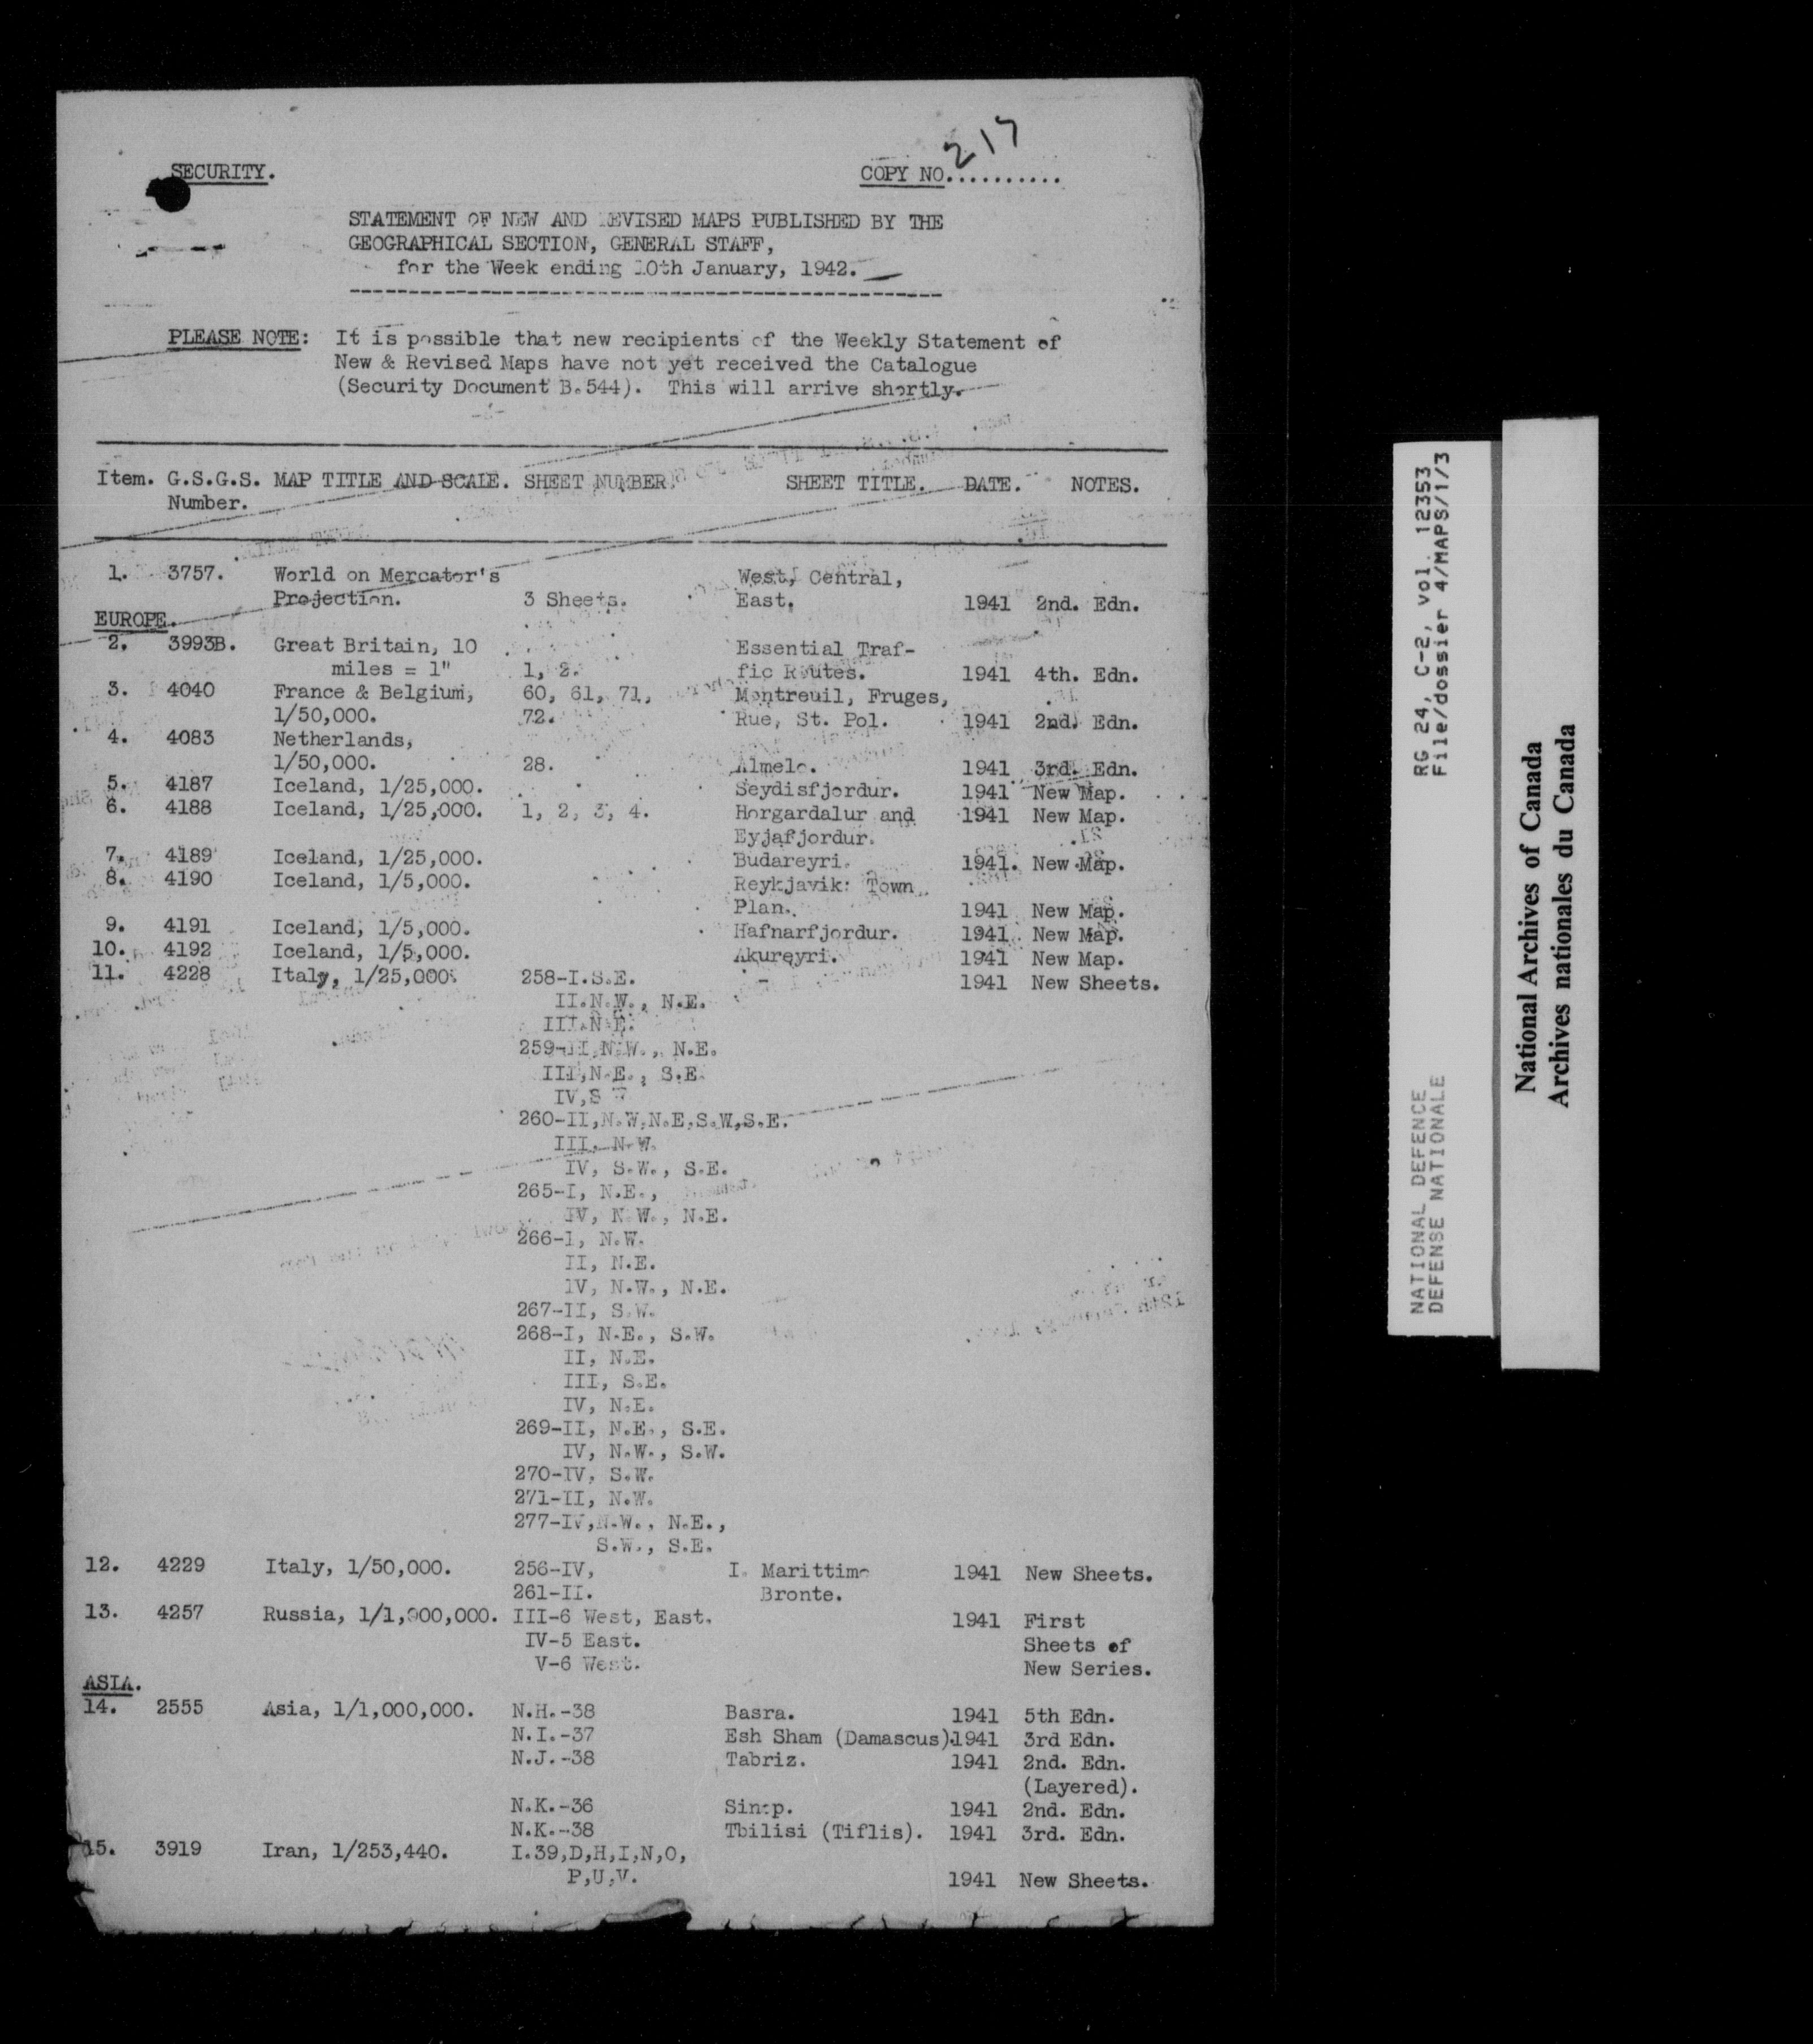 SECURITY.
COPY NO.......... 217
STATEMENT OF NEW AND REVISED MAPS PUBLISHED BY THE
GEOGRAPHICAL SECTION, GENERAL STAFF,
for the Week ending 10th January, 1942.
PLEASE NOTE: It is possible that new recipients of the Weekly Statement of
New & Revised Maps have not yet received the Catalogue
(Security Document B.544). This will arrive shortly.
Item. G.S.G.S. MAP TITLE AND SCALE. SHEET NUMBER. SHEET TITLE. DATE. NOTES.
Number.
1. 3757. World on Mercator's West, Central,
Projection. 3 Sheets. East. 1941 2nd. Edn.
EUROPE.
2. 3993B. Great Britain, 10 Essential Traf-
miles = 1" 1, 2. fic Routes. 1941 4th. Edn.
3. 4040 France & Belgium, 60, 61, 71, Montreuil, Fruges,
1/50,000. 72. Rue, St. Pol. 1941 2nd. Edn.
4. 4083 Netherlands,
1/50,000. 28. Almelo. 1941 3rd. Edn.
5. 4187 Iceland, 1/25,000. Seydisfjordur. 1941 New Map.
6. 4188 Iceland, 1/25,000. 1, 2, 3, 4. Horgardalur and 1941 New Map.
Eyjafjordur.
7. 4189 Iceland, 1/25,000. Budareyri. 1941. New Map.
8. 4190 Iceland, 1/5,000. Reykjavik: Town
Plan. 1941 New Map.
9. 4191 Iceland, 1/5,000. Hafnarfjordur. 1941 New Map.
10. 4192 Iceland, 1/5,000. Akureyri. 1941 New Map.
11. 4228 Italy, 1/25,000. 258-I.S.E. - 1941 New Sheets.
II.N.W., N.E.
III.N.E.
259-II,N.W., N.E.
III,N.E., S.E.
IV,S
260-II,N.W,N.E,S.W,S.E.
III. N.W.
IV, S.W., S.E.
265-I, N.E.,
IV, N.W., N.E.
266-I, N.W.
II, N.E.
IV, N.W., N.E.
267-II, S.W.
268-I, N.E., S.W.
II, N.E.
III, S.E.
IV, N.E.
269-II, N.E., S.E.
IV, N.W., S.W.
270-IV, S.W.
271-II, N.W.
277-IV,N.W., N.E.,
S.W., S.E.
12. 4229 Italy, 1/50,000. 256-IV, I. Marittimo 1941 New Sheets.
261-II. Bronte.
13. 4257 Russia, 1/1,000,000. III-6 West, East. 1941 First
IV-5 East. Sheets of
V-6 West. New Series.
ASIA.
14. 2555 Asia, 1/1,000,000. N.H.-38 Basra. 1941 5th Edn.
N.I.-37 Esh Sham (Damascus).1941 3rd Edn.
N.J.-38 Tabriz. 1941 2nd. Edn.
(Layered).
N.K.-36 Sinop. 1941 2nd. Edn.
N.K.-38 Tbilisi (Tiflis). 1941 3rd. Edn.
15. 3919 Iran, 1/253,440. I.39,D,H,I,N,O,
P,U,V. 1941 New Sheets.
NATIONAL DEFENCE RG 24, C-2, vol. 12353
DEFENSE NATIONALE File/dossier 4/MAPS/1/3
National Archives of Canada
Archives nationales du Canada